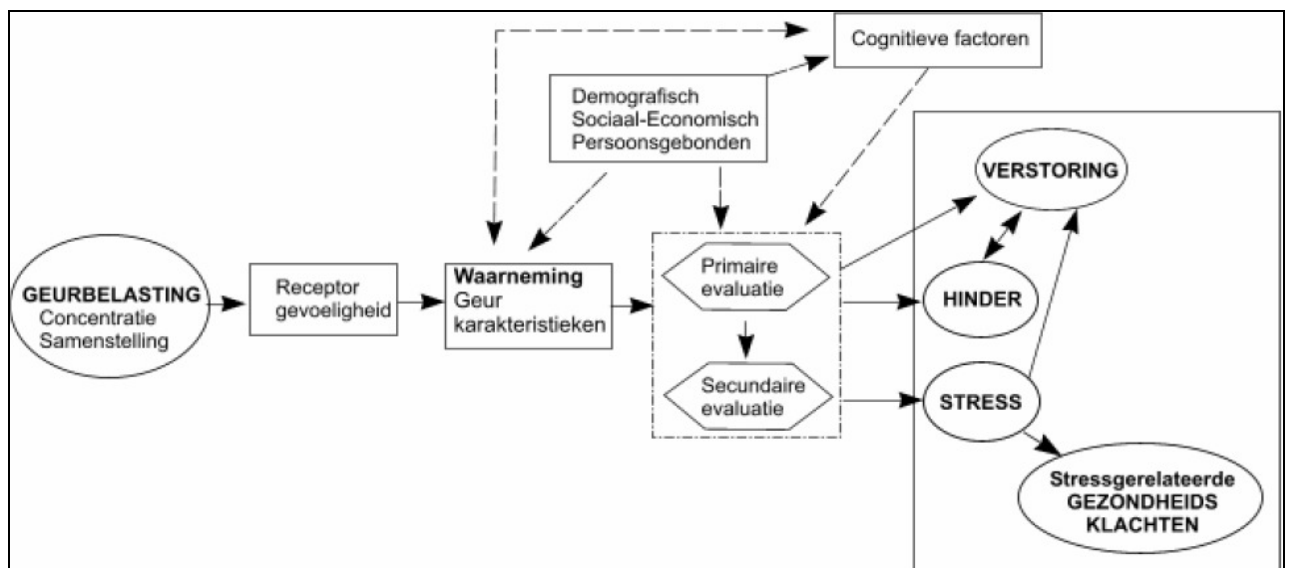 Cognitieve factoren
Demografisch
Sociaal-Economisch
Persoonsgebonden
VERSTORING
GEURBELASTING
Concentratie
Samenstelling
Receptor
gevoeligheid
Waarneming
Geur
karakteristieken
Primaire
evaluatie
HINDER
Secundaire
evaluatie
STRESS
Stressgerelateerde
GEZONDHEIDS
KLACHTEN